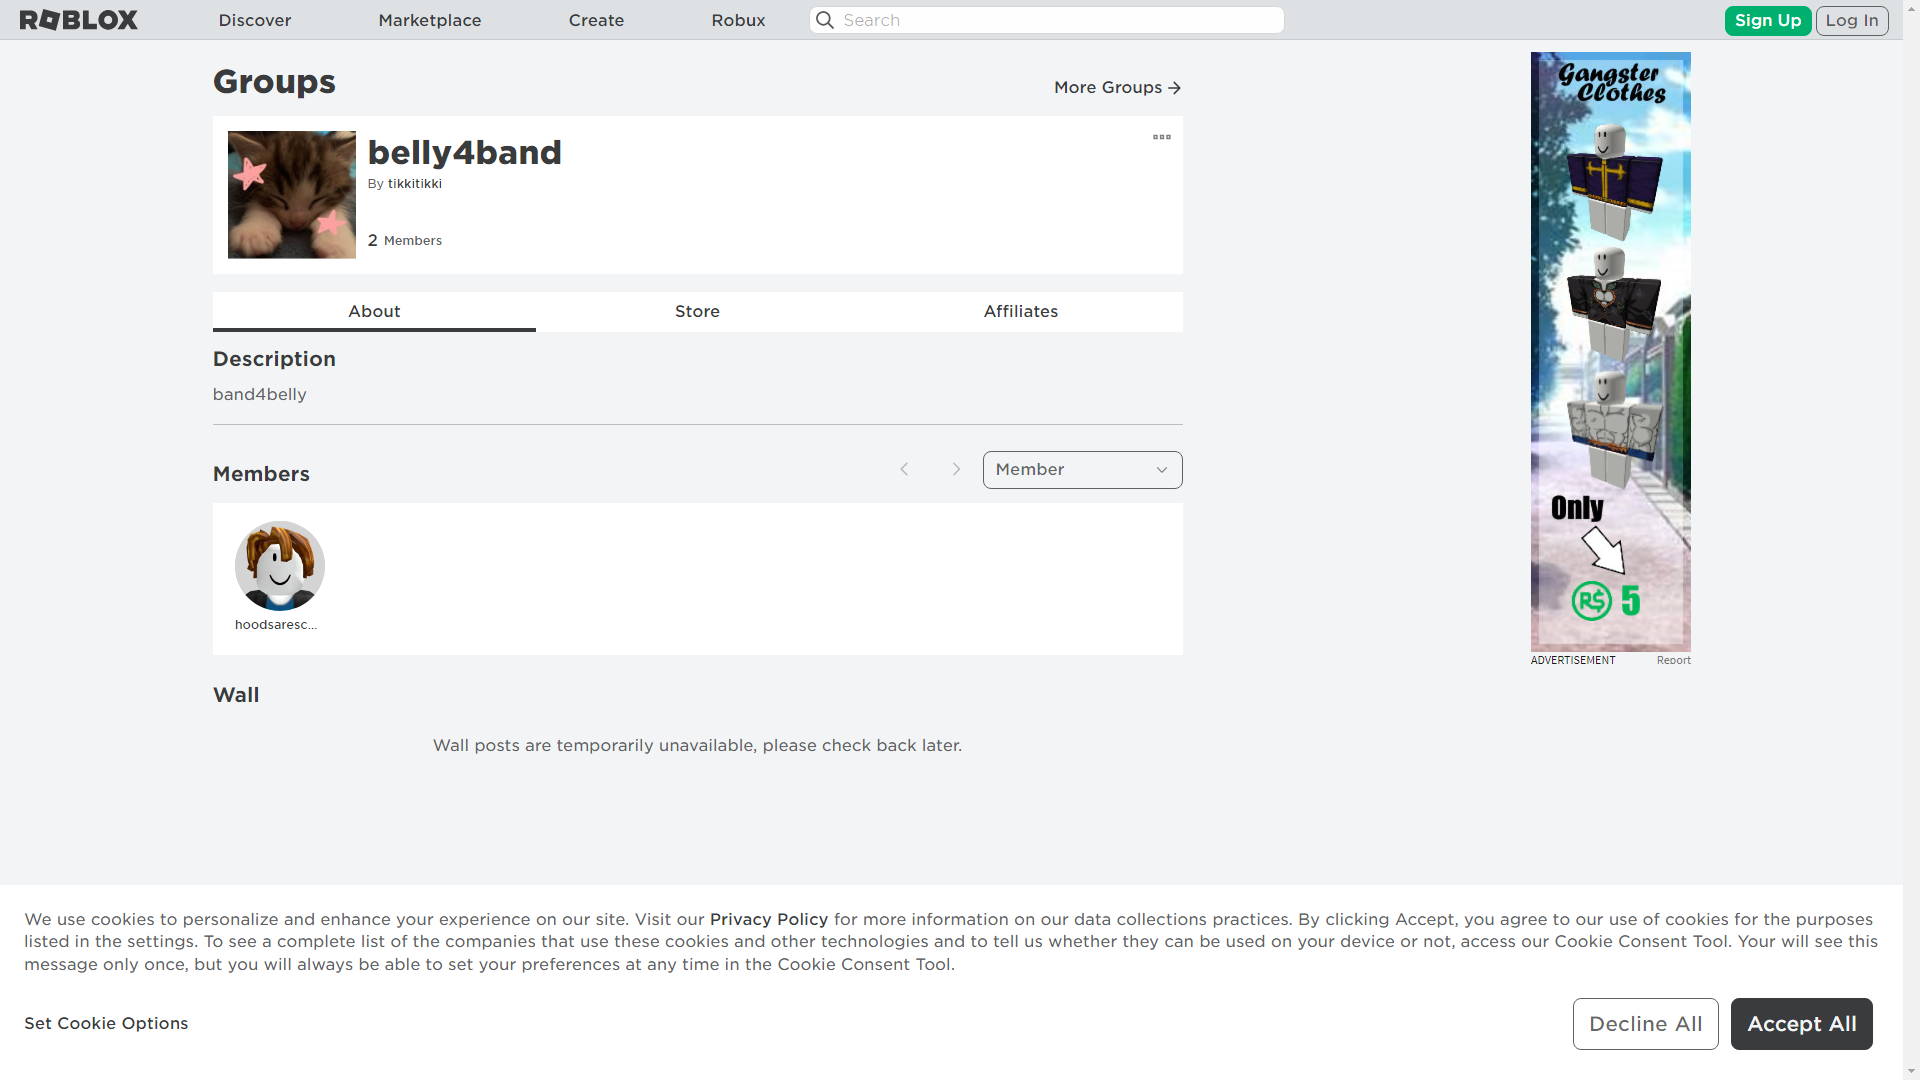 ROBLOX
Discover
Marketplace
Create
Robux
Search
Sign Up
Log In
Groups
More Groups
belly4band
By tikkitikki
2 Members
About
Store
Affiliates
Description
band4belly
Members
Member
hoodsaresc...
Wall
Wall posts are temporarily unavailable, please check back later.
Gangster
Clothes
Only
R$ 5
ADVERTISEMENT
Report
We use cookies to personalize and enhance your experience on our site. Visit our Privacy Policy for more information on our data collections practices. By clicking Accept, you agree to our use of cookies for the purposes
listed in the settings. To see a complete list of the companies that use these cookies and other technologies and to tell us whether they can be used on your device or not, access our Cookie Consent Tool. Your will see this
message only once, but you will always be able to set your preferences at any time in the Cookie Consent Tool.
Set Cookie Options
Decline All
Accept All